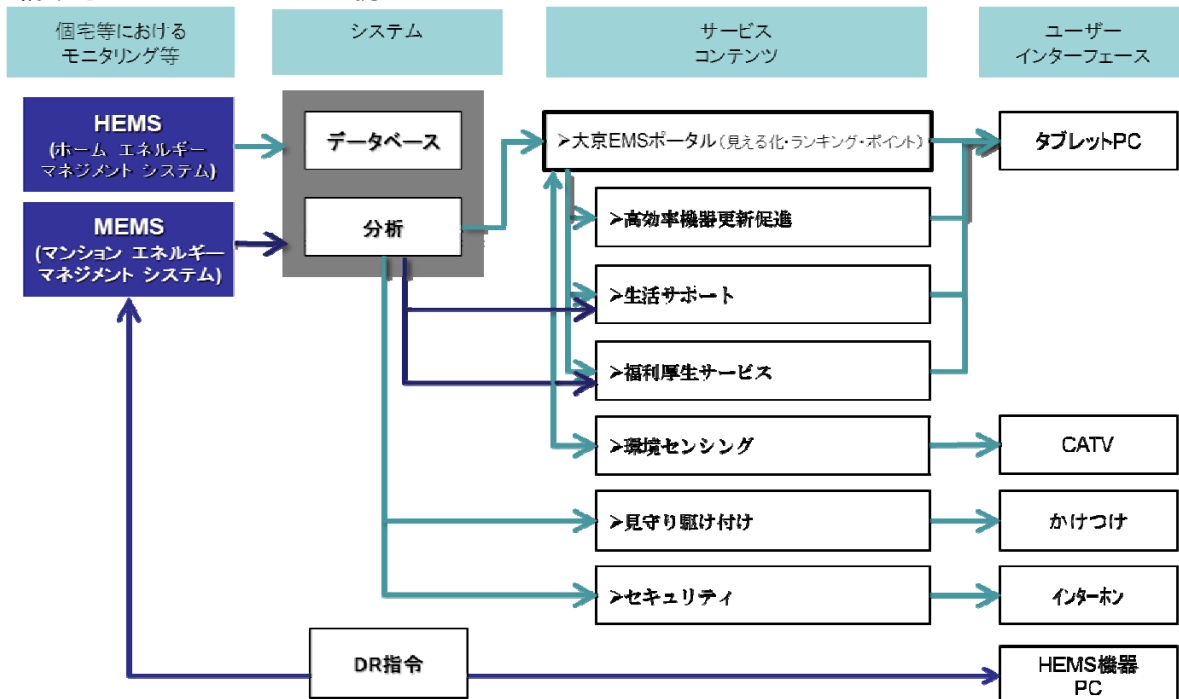 個宅等における
モニタリング等
システム
サービス
コンテンツ
ユーザー
インターフェース
HEMS
(ホーム エネルギー
マネジメント システム)
MEMS
(マンション エネルギー
マネジメント システム)
データベース
分析
➢大京EMSポータル(見える化・ランキング・ポイント)
➢高効率機器更新促進
➢生活サポート
➢福利厚生サービス
➢環境センシング
➢見守り駆け付け
➢セキュリティ
タブレットPC
CATV
かけつけ
インターホン
DR指令
HEMS機器
PC